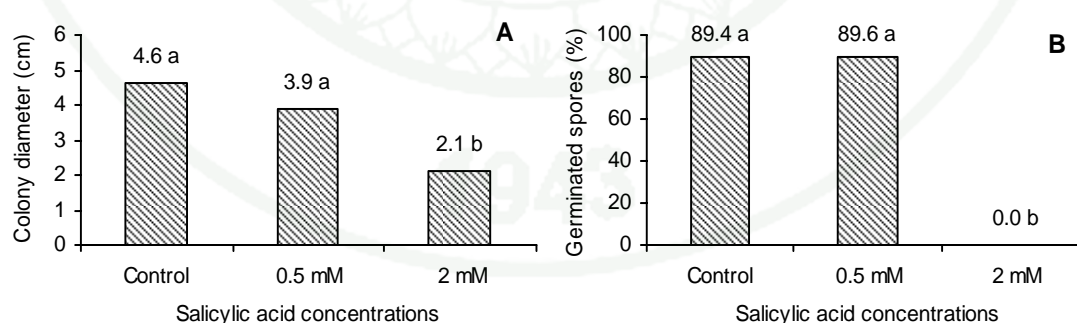 A
Colony diameter (cm)
6
5
4
3
2
1
0
4.6 a
3.9 a
2.1 b
Control
0.5 mM
2 mM
Salicylic acid concentrations
B
Germinated spores (%)
100
80
60
40
20
0
89.4 a
89.6 a
0.0 b
Control
0.5 mM
2 mM
Salicylic acid concentrations
1943